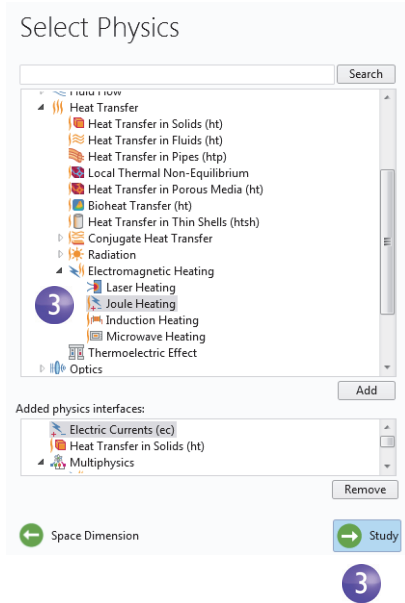 Select Physics
Search
Fluid Flow
Heat Transfer
Heat Transfer in Solids (ht)
Heat Transfer in Fluids (ht)
Heat Transfer in Pipes (htp)
Local Thermal Non-Equilibrium
Heat Transfer in Porous Media (ht)
Bioheat Transfer (ht)
Heat Transfer in Thin Shells (htsh)
Conjugate Heat Transfer
Radiation
Electromagnetic Heating
Laser Heating
3 Joule Heating
Induction Heating
Microwave Heating
Thermoelectric Effect
Optics
Add
Added physics interfaces:
Electric Currents (ec)
Heat Transfer in Solids (ht)
Multiphysics
Remove
Space Dimension Study
3